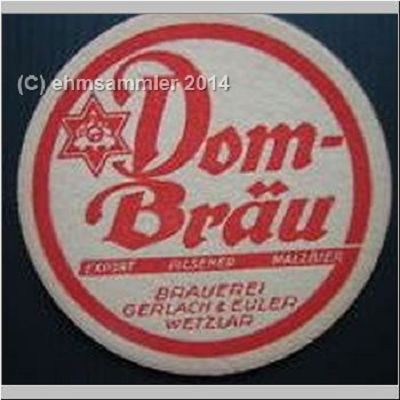 (C) ehmsammler 2014
Dom-
Bräu
EXPORT PILSENER MALZBIER
BRAUEREI
GERLACH & EULER
WETZLAR